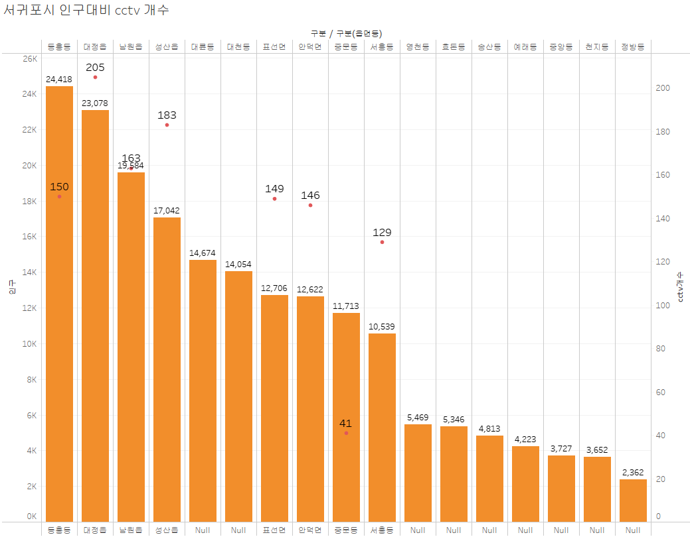 서귀포시 인구대비 cctv 개수
구분 / 구분(읍면동)
동홍동 대정읍 남원읍 성산읍 대륜동 대천동 표선면 안덕면 중문동 서홍동 영천동 효돈동 송산동 예래동 중앙동 천지동 정방동
26K
24K
22K
20K
18K
16K
14K
12K
10K
8K
6K
4K
2K
0K
인구
24,418
23,078
19,584
17,042
14,674
14,054
12,706
12,622
11,713
10,539
5,469
5,346
4,813
4,223
3,727
3,652
2,362
150
205
163
183
149
146
41
129
200
180
160
140
120
100
80
60
40
20
0
cctv개수
동홍동 대정읍 남원읍 성산읍 Null Null 표선면 안덕면 중문동 서홍동 Null Null Null Null Null Null Null